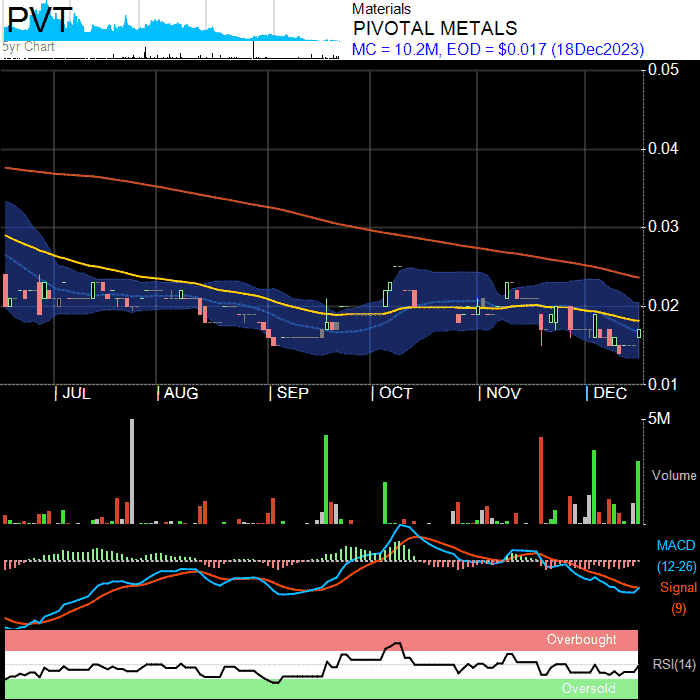 PVT
5yr Chart
Materials
PIVOTAL METALS
MC = 10.2M, EOD = $0.017 (18Dec2023)
0.05
0.04
0.03
0.02
0.01
JUL AUG SEP OCT NOV DEC
5M
Volume
MACD
(12-26)
Signal
(9)
Overbought
RSI(14)
Oversold